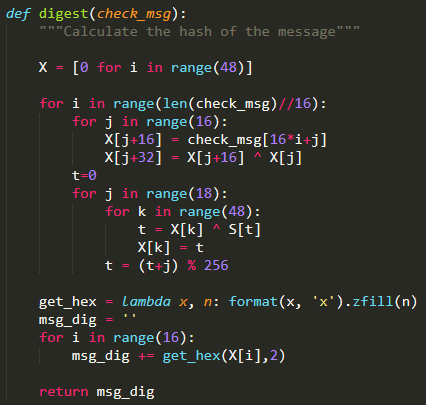 def digest(check_msg):
    """Calculate the hash of the message"""
    X = [0 for i in range(48)]
    for i in range(len(check_msg)//16):
        for j in range(16):
            X[j+16] = check_msg[16*i+j]
            X[j+32] = X[j+16] ^ X[j]
        t=0
        for j in range(18):
            for k in range(48):
                t = X[k] ^ S[t]
                X[k] = t
            t = (t+j) % 256
    get_hex = lambda x, n: format(x, 'x').zfill(n)
    msg_dig = ''
    for i in range(16):
        msg_dig += get_hex(X[i],2)
    return msg_dig